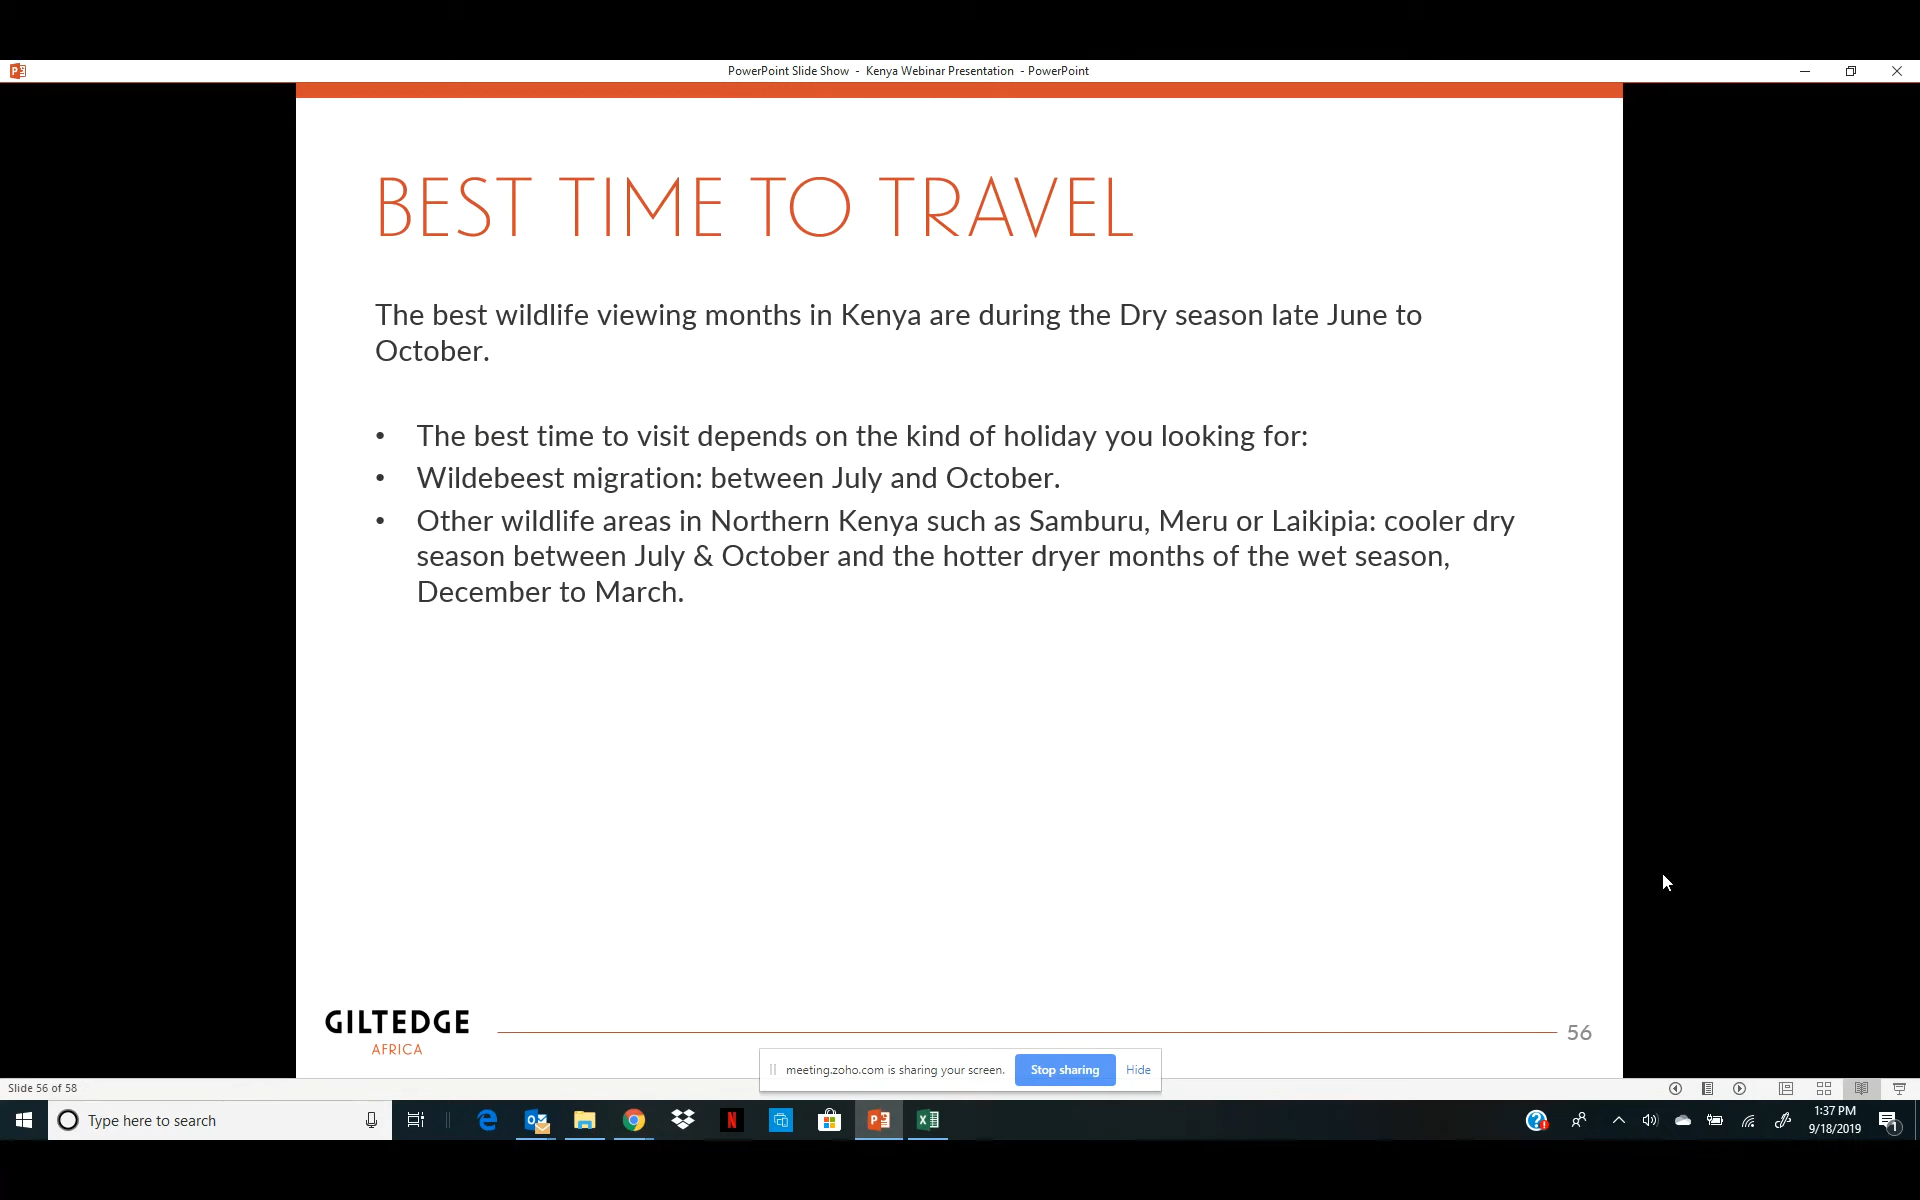 PowerPoint Slide Show - Kenya Webinar Presentation - PowerPoint
BEST TIME TO TRAVEL
The best wildlife viewing months in Kenya are during the Dry season late June to
October.
• The best time to visit depends on the kind of holiday you looking for:
• Wildebeest migration: between July and October.
• Other wildlife areas in Northern Kenya such as Samburu, Meru or Laikipia: cooler dry
season between July & October and the hotter dryer months of the wet season,
December to March.
GILTEDGE
AFRICA
56
meeting.zoho.com is sharing your screen.
Stop sharing
Hide
Slide 56 of 58
Type here to search
1:37 PM
9/18/2019
1